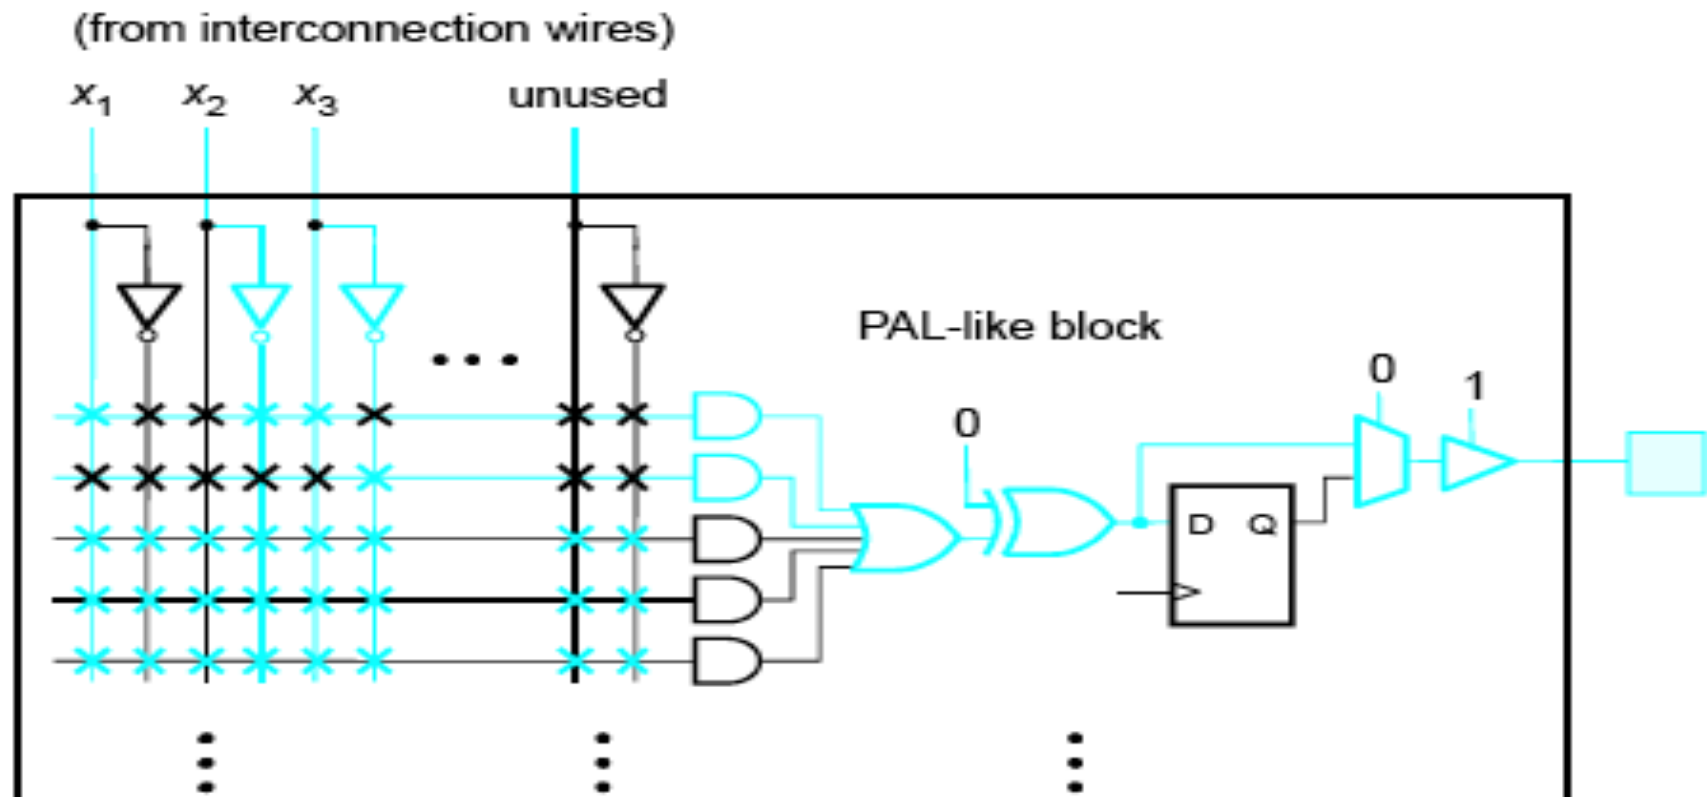 (from interconnection wires)
x₁ x₂ x₃ unused
PAL-like block
0
1
0
D Q